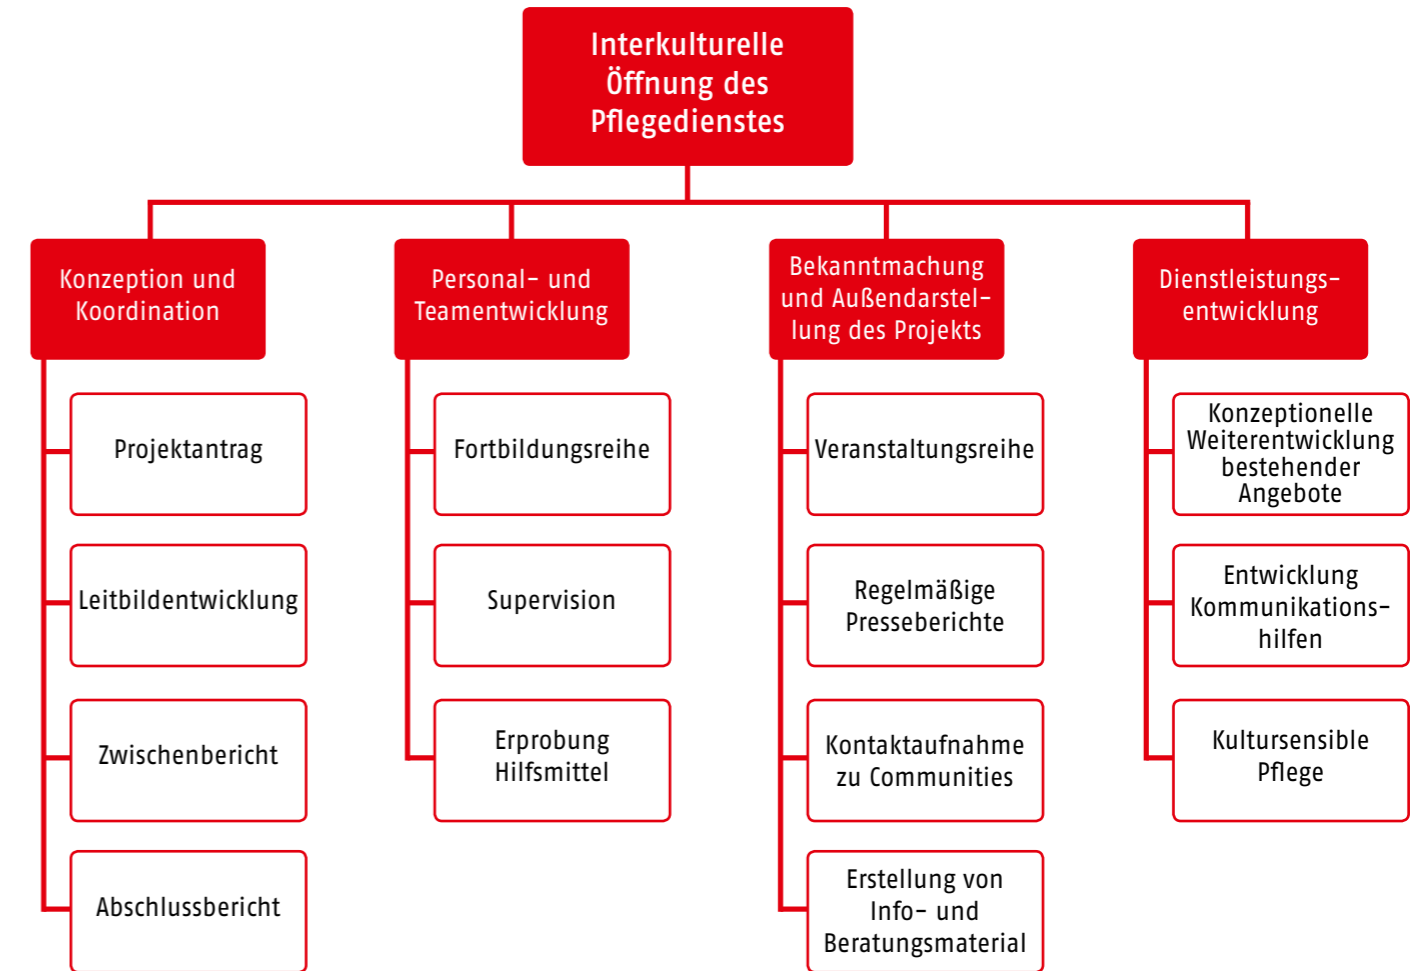 Interkulturelle
Öffnung des
Pflegedienstes
Konzeption und
Koordination
Projektantrag
Leitbildentwicklung
Zwischenbericht
Abschlussbericht
Personal- und
Teamentwicklung
Fortbildungsreihe
Supervision
Erprobung
Hilfsmittel
Bekanntmachung
und Außendarstel-
lung des Projekts
Veranstaltungsreihe
Regelmäßige
Presseberichte
Kontaktaufnahme
zu Communities
Erstellung von
Info- und
Beratungsmaterial
Dienstleistungs-
entwicklung
Konzeptionelle
Weiterentwicklung
bestehender
Angebote
Entwicklung
Kommunikations-
hilfen
Kultursensible
Pflege